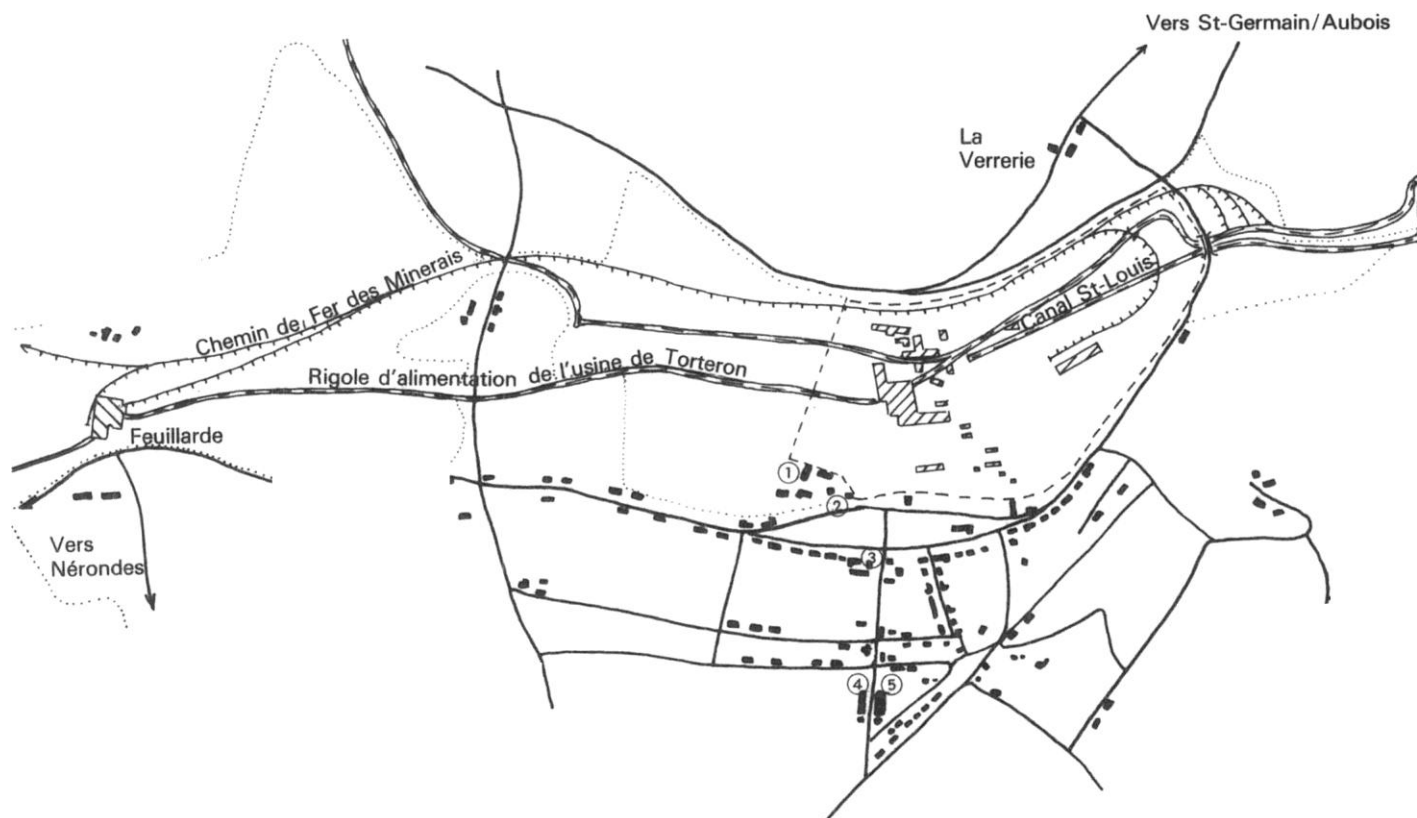 Vers St-Germain/Aubois
La
Verrerie
Canal St-Louis
Chemin de Fer des Minerais
Rigole d'alimentation de l'usine de Torteron
Feuillarde
1
2
Vers
Nérondes
3
4
5